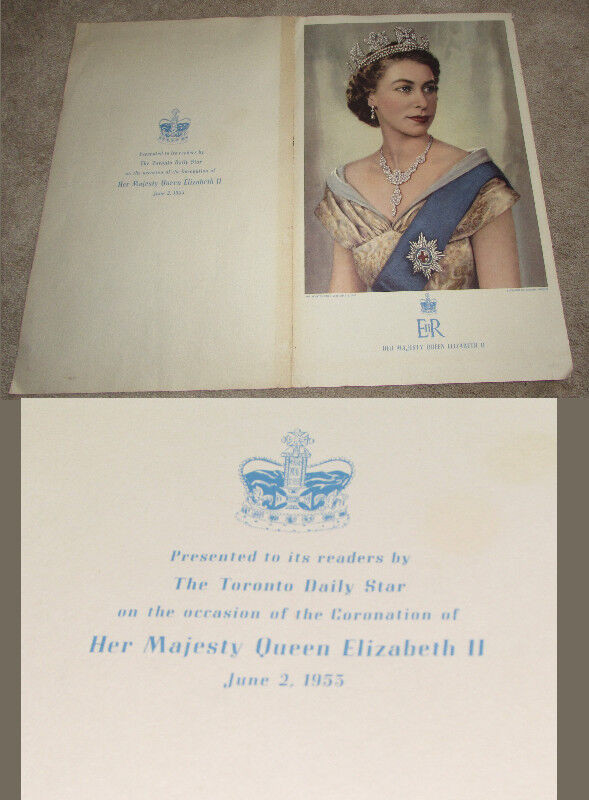 Presented to its readers by
The Toronto Daily Star
on the occasion of the Coronation of
Her Majesty Queen Elizabeth II
June 2, 1953
EIIR
HER MAJESTY QUEEN ELIZABETH II
Presented to its readers by
The Toronto Daily Star
on the occasion of the Coronation of
Her Majesty Queen Elizabeth II
June 2, 1953